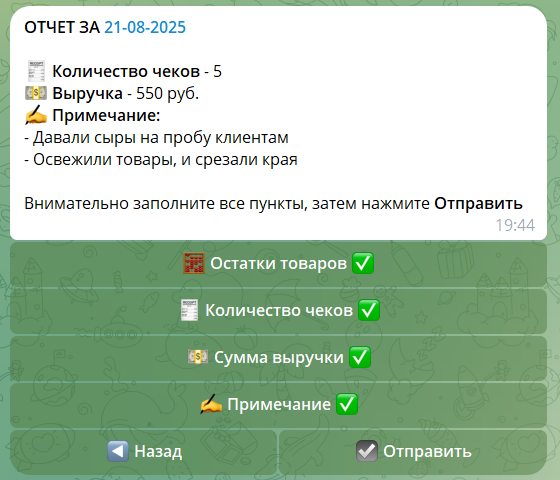 ОТЧЕТ ЗА 21-08-2025
🧾 Количество чеков - 5
💵 Выручка - 550 руб.
✍️ Примечание:
- Давали сыры на пробу клиентам
- Освежили товары, и срезали края
Внимательно заполните все пункты, затем нажмите Отправить
19:44
🧮 Остатки товаров ✅
🧾 Количество чеков ✅
💵 Сумма выручки ✅
✍️ Примечание ✅
◀️ Назад
☑️ Отправить